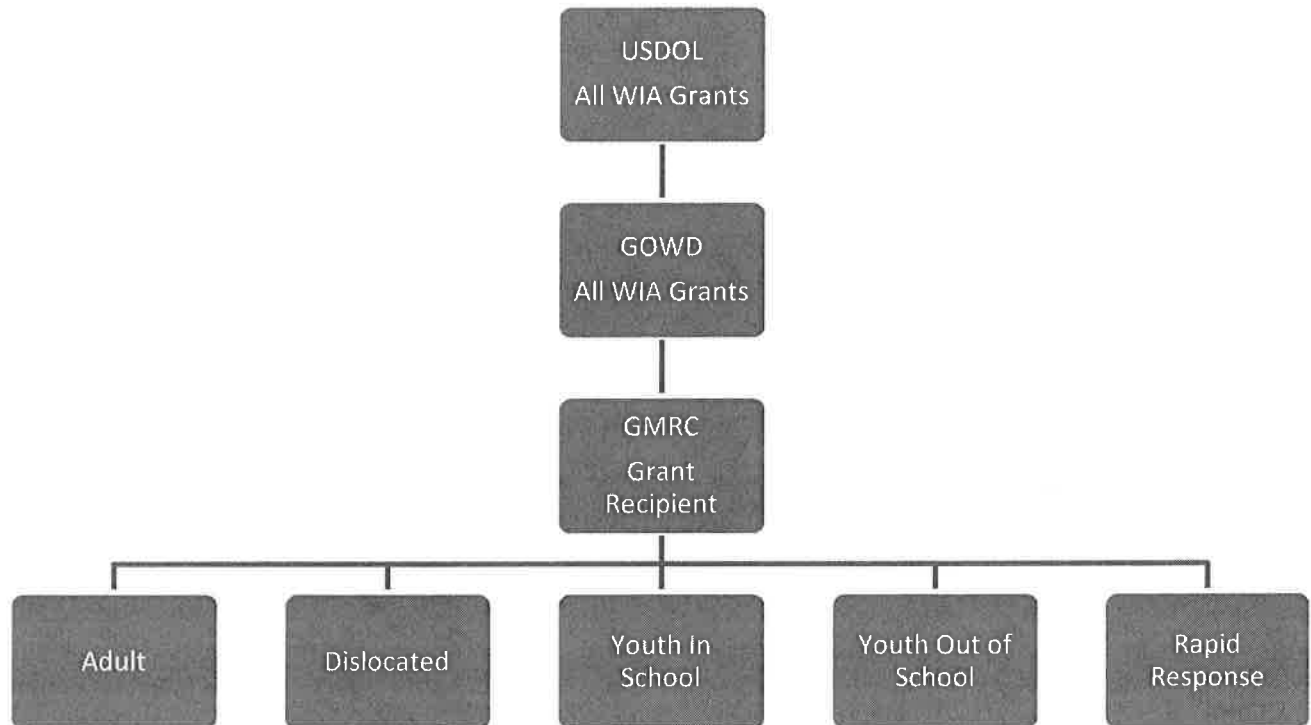 USDOL
All WIA Grants
GOWD
All WIA Grants
GMRC
Grant
Recipient
Adult
Dislocated
Youth In
School
Youth Out of
School
Rapid
Response